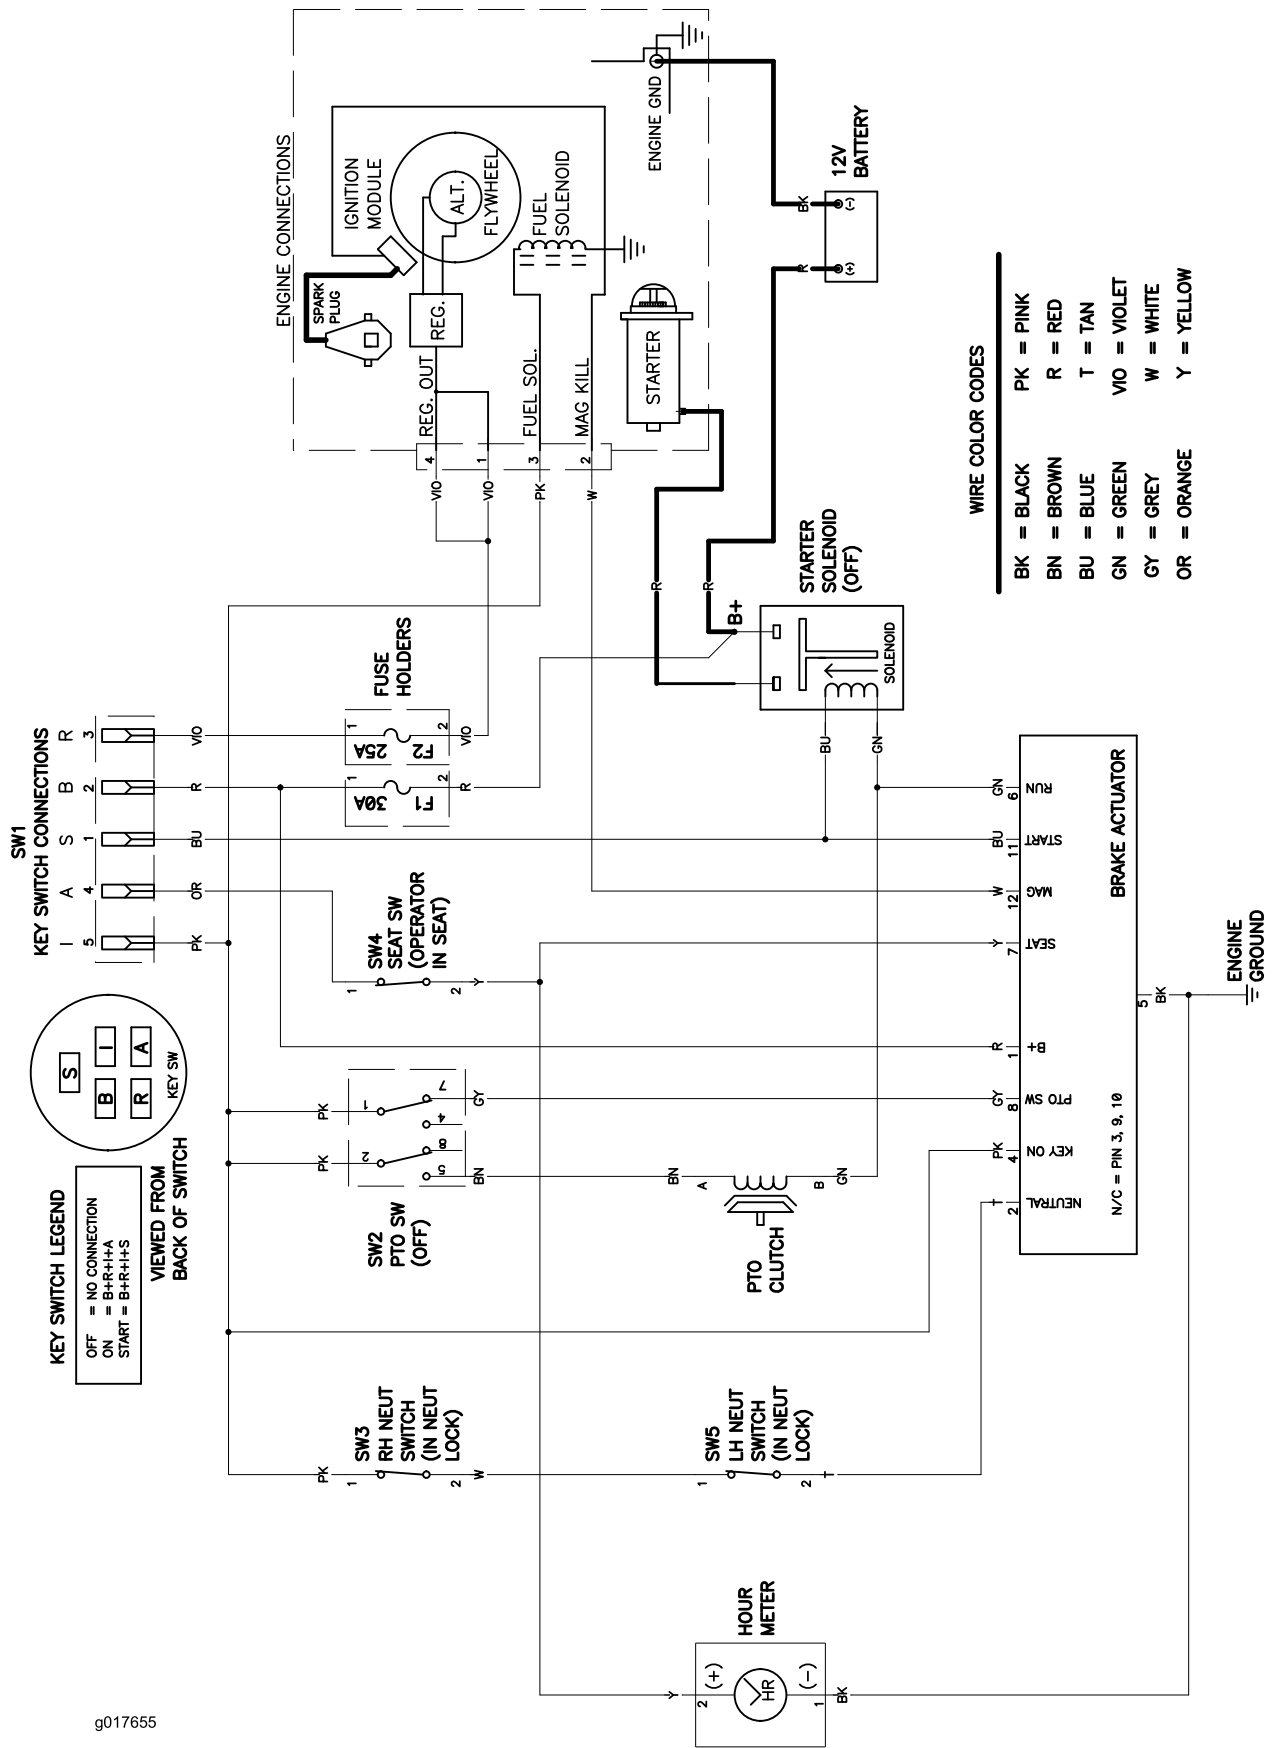 ENGINE CONNECTIONS
SPARK
PLUG
IGNITION
MODULE
ALT.
FLYWHEEL
REG.
FUEL
SOLENOID
ENGINE GND
STARTER
REG. OUT
FUEL SOL.
MAG KILL
4
1
3
2
VIO
VIO
PK
W
12V
BATTERY
BK
R
(-)
(+)
WIRE COLOR CODES
BK = BLACK
PK = PINK
BN = BROWN
R = RED
BU = BLUE
T = TAN
GN = GREEN
VIO = VIOLET
GY = GREY
W = WHITE
OR = ORANGE
Y = YELLOW
STARTER
SOLENOID
(OFF)
R
R
B+
SOLENOID
BU
GN
FUSE
HOLDERS
1
25A
F2
2
VIO
1
30A
F1
2
R
SW1
KEY SWITCH CONNECTIONS
I
A
S
B
R
5
4
1
2
3
PK
OR
BU
R
VIO
SW4
SEAT SW
(OPERATOR
IN SEAT)
1
2
Y
S
B
I
R
A
KEY SW
VIEWED FROM
BACK OF SWITCH
KEY SWITCH LEGEND
OFF = NO CONNECTION
ON = B+R+I+A
START = B+R+I+S
SW2
PTO SW
(OFF)
PK
PK
1
7
4
2
8
5
GY
BN
BN
A
B
GN
PTO
CLUTCH
BRAKE ACTUATOR
N/C = PIN 3, 9, 10
GN
6
RUN
BU
11
START
W
12
MAG
Y
7
SEAT
R
1
B+
GY
8
PTO SW
PK
4
KEY ON
T
2
NEUTRAL
5
BK
ENGINE
GROUND
SW3
RH NEUT
SWITCH
(IN NEUT
LOCK)
PK
1
2
W
SW5
LH NEUT
SWITCH
(IN NEUT
LOCK)
1
2
T
HOUR
METER
Y
2
(+)
HR
(-)
1
BK
g017655